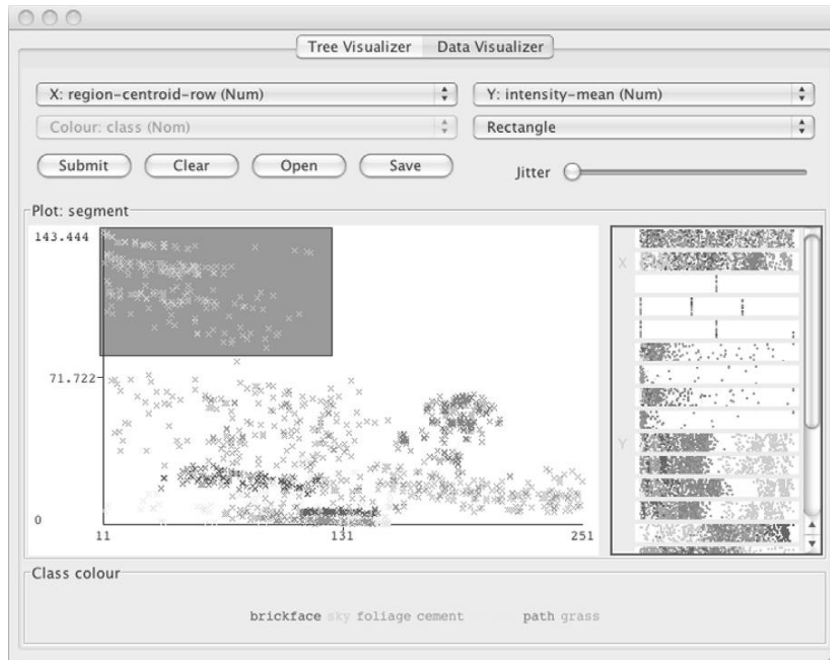 Tree Visualizer Data Visualizer
X: region-centroid-row (Num) Y: intensity-mean (Num)
Colour: class (Nom) Rectangle
Submit Clear Open Save Jitter
Plot: segment
143.444
X
71.722
Y
0
11 131 251
Class colour
brickface sky foliage cement path grass